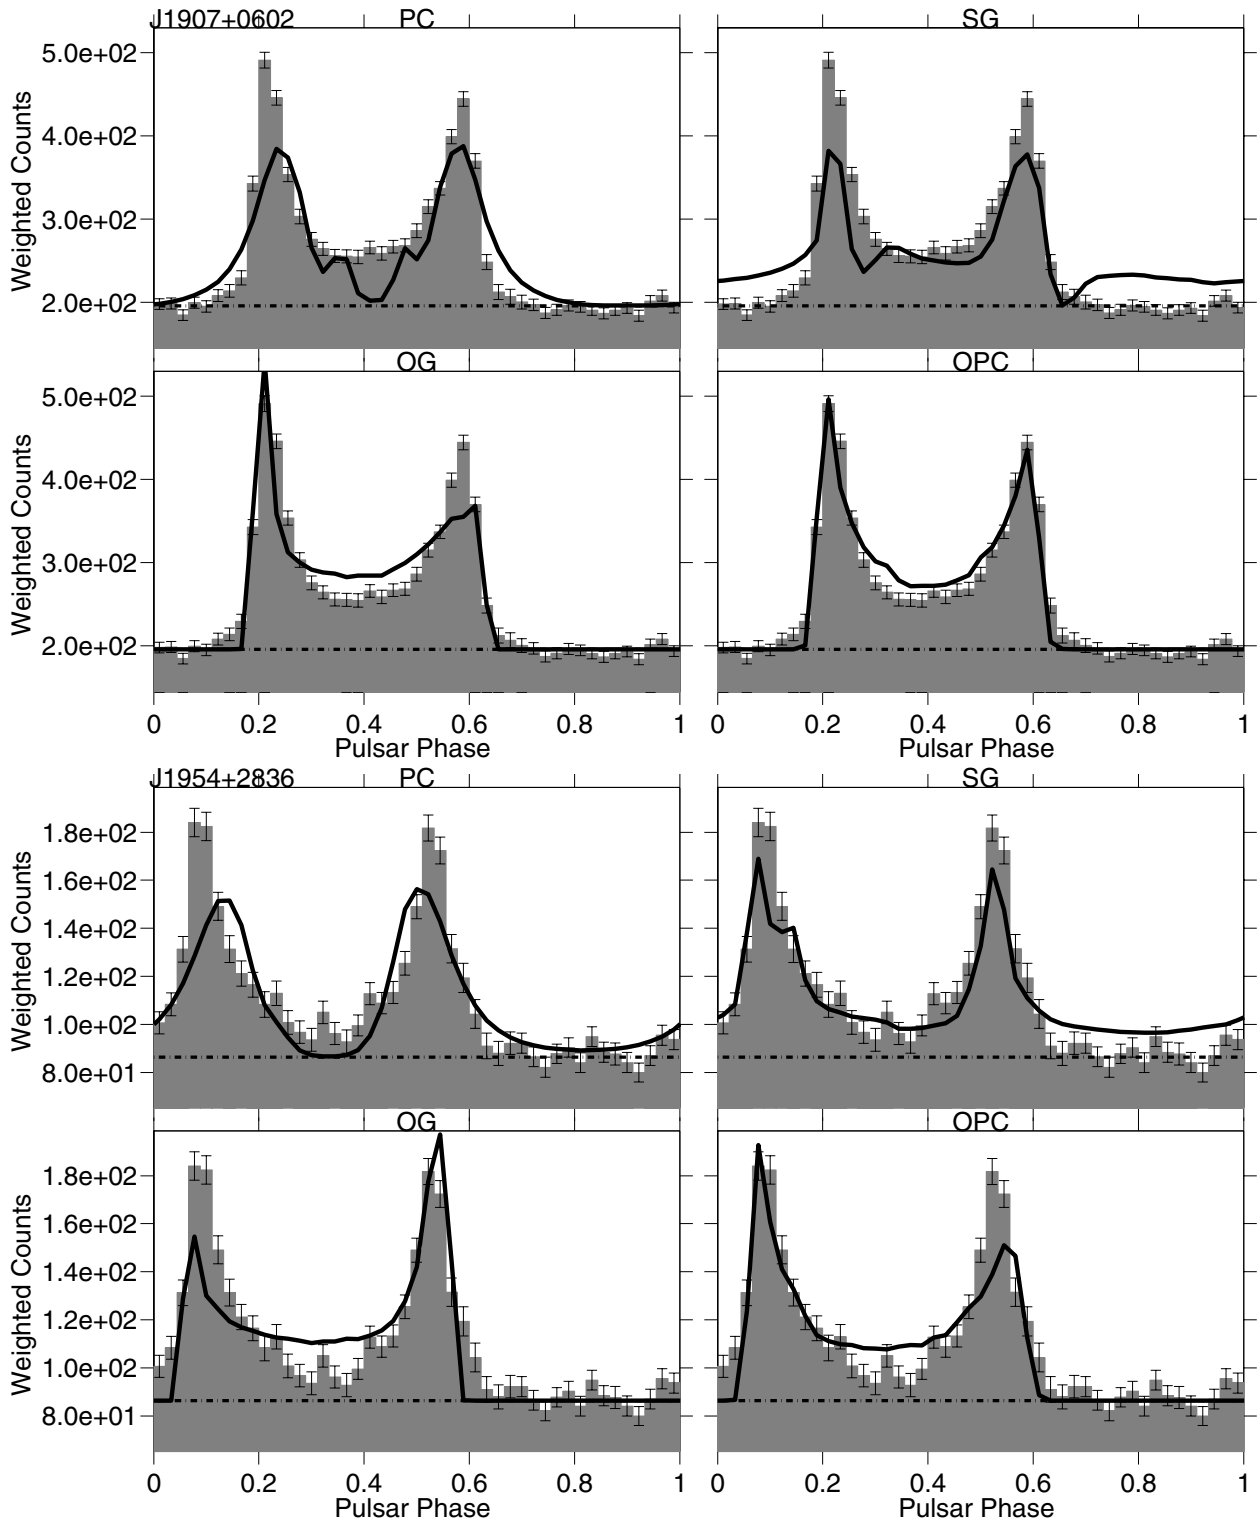 J1907+0602 PC SG
5.0e+02
4.0e+02
3.0e+02
2.0e+02
Weighted Counts
OG OPC
5.0e+02
4.0e+02
3.0e+02
2.0e+02
Weighted Counts
0 0.2 0.4 0.6 0.8 1 0 0.2 0.4 0.6 0.8 1
Pulsar Phase Pulsar Phase
J1954+2836 PC SG
1.8e+02
1.6e+02
1.4e+02
1.2e+02
1.0e+02
8.0e+01
Weighted Counts
OG OPC
1.8e+02
1.6e+02
1.4e+02
1.2e+02
1.0e+02
8.0e+01
Weighted Counts
0 0.2 0.4 0.6 0.8 1 0 0.2 0.4 0.6 0.8 1
Pulsar Phase Pulsar Phase